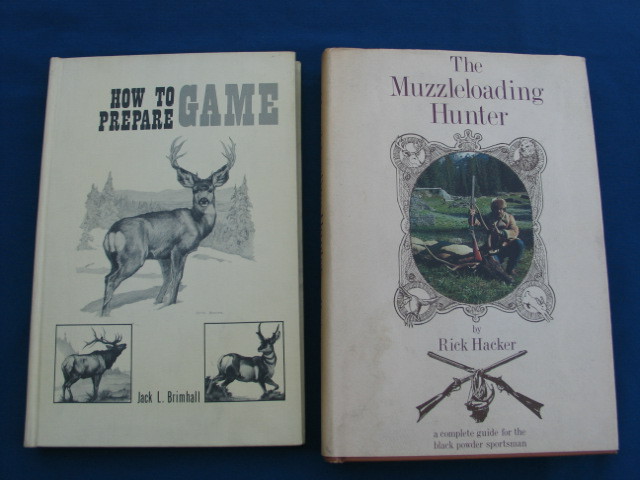 HOW TO
PREPARE GAME
Jack L. Brimhall
The
Muzzleloading
Hunter
by
Rick Hacker
a complete guide for the
black powder sportsman